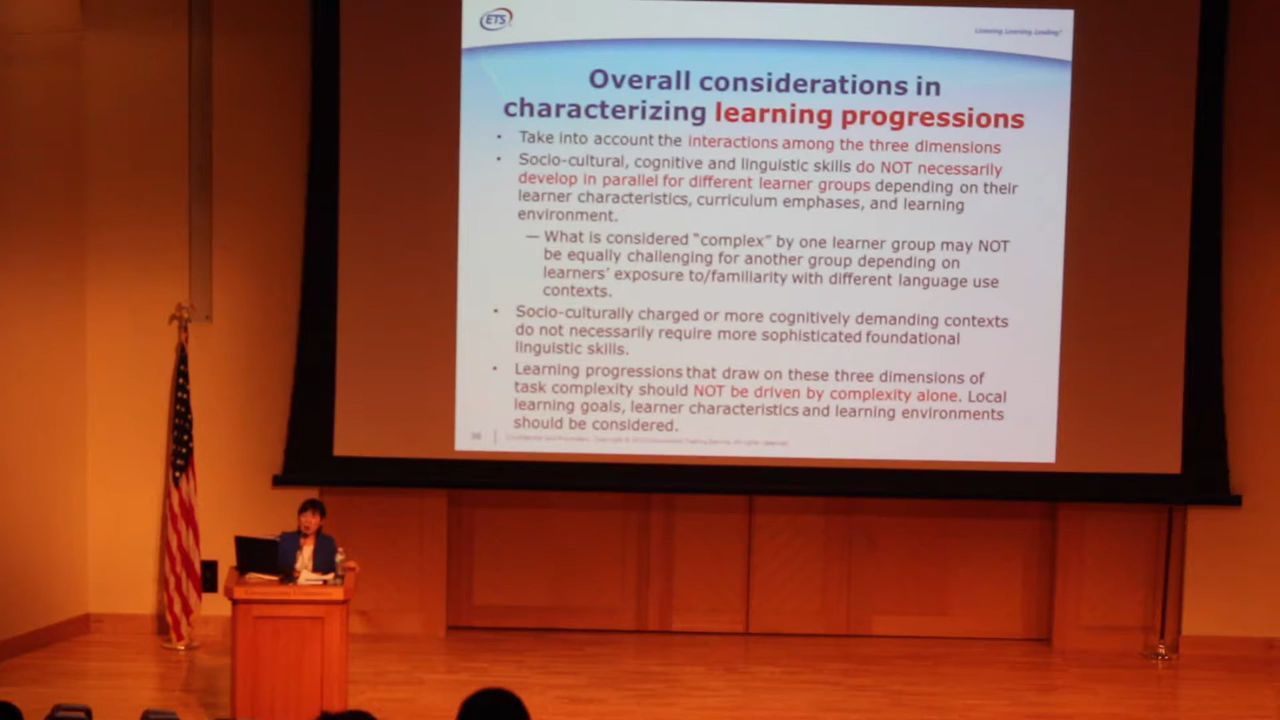 ETS
Listening. Learning. Leading.®
Overall considerations in
characterizing learning progressions
• Take into account the interactions among the three dimensions
• Socio-cultural, cognitive and linguistic skills do NOT necessarily
develop in parallel for different learner groups depending on their
learner characteristics, curriculum emphases, and learning
environment.
— What is considered “complex” by one learner group may NOT
be equally challenging for another group depending on
learners’ exposure to/familiarity with different language use
contexts.
• Socio-culturally charged or more cognitively demanding contexts
do not necessarily require more sophisticated foundational
linguistic skills.
• Learning progressions that draw on these three dimensions of
task complexity should NOT be driven by complexity alone. Local
learning goals, learner characteristics and learning environments
should be considered.